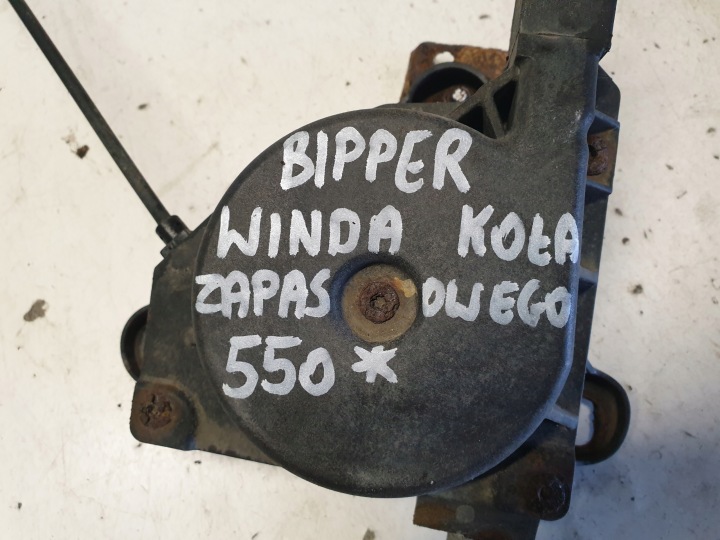 BIPPER
WINDA KOŁA
ZAPASOWEGO
550*